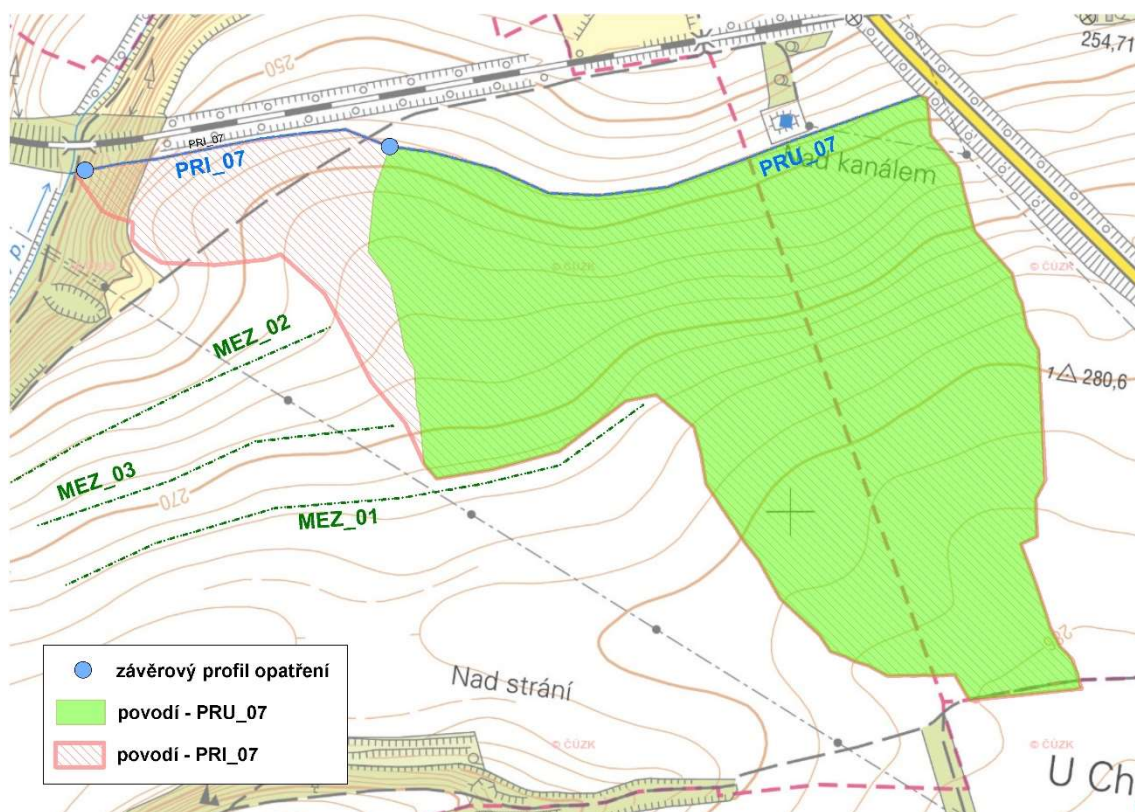 254,71
250
PRI_07
PRI_07
PRU_07
Nad kanálem
p.
© ČÚZK
© ČÚZK
MEZ_02
1 280,6
MEZ_03
270
MEZ_01
Nad strání
závěrový profil opatření
povodí - PRU_07
povodí - PRI_07
© ČÚZK
© ČÚZK
U Ch